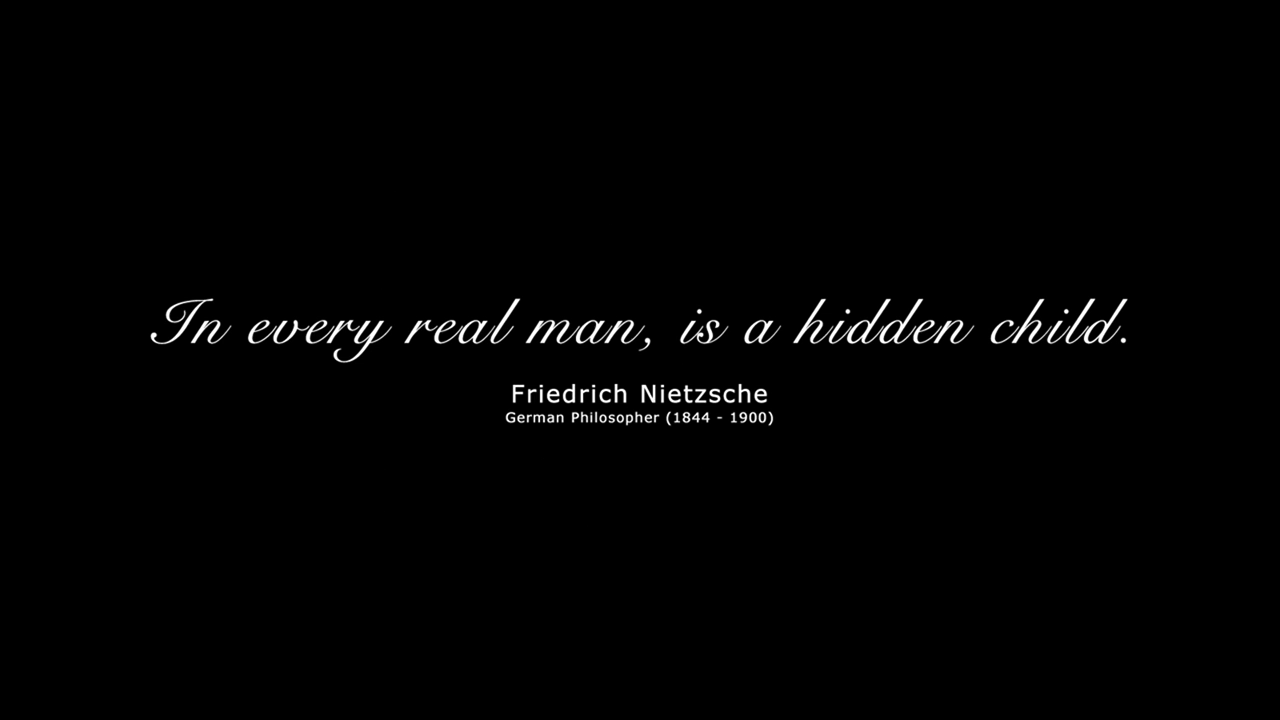 In every real man, is a hidden child.
Friedrich Nietzsche
German Philosopher (1844 - 1900)